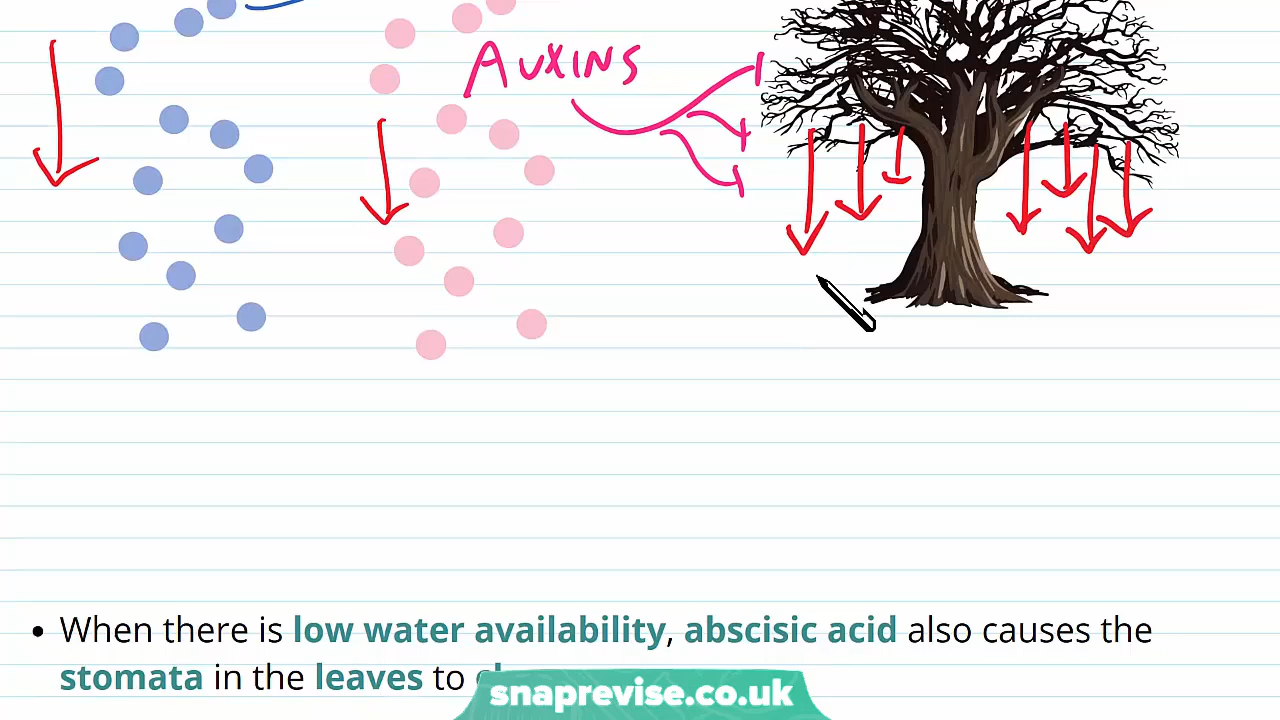 AUXINS
When there is low water availability, abscisic acid also causes the
stomata in the leaves to
snaprevise.co.uk